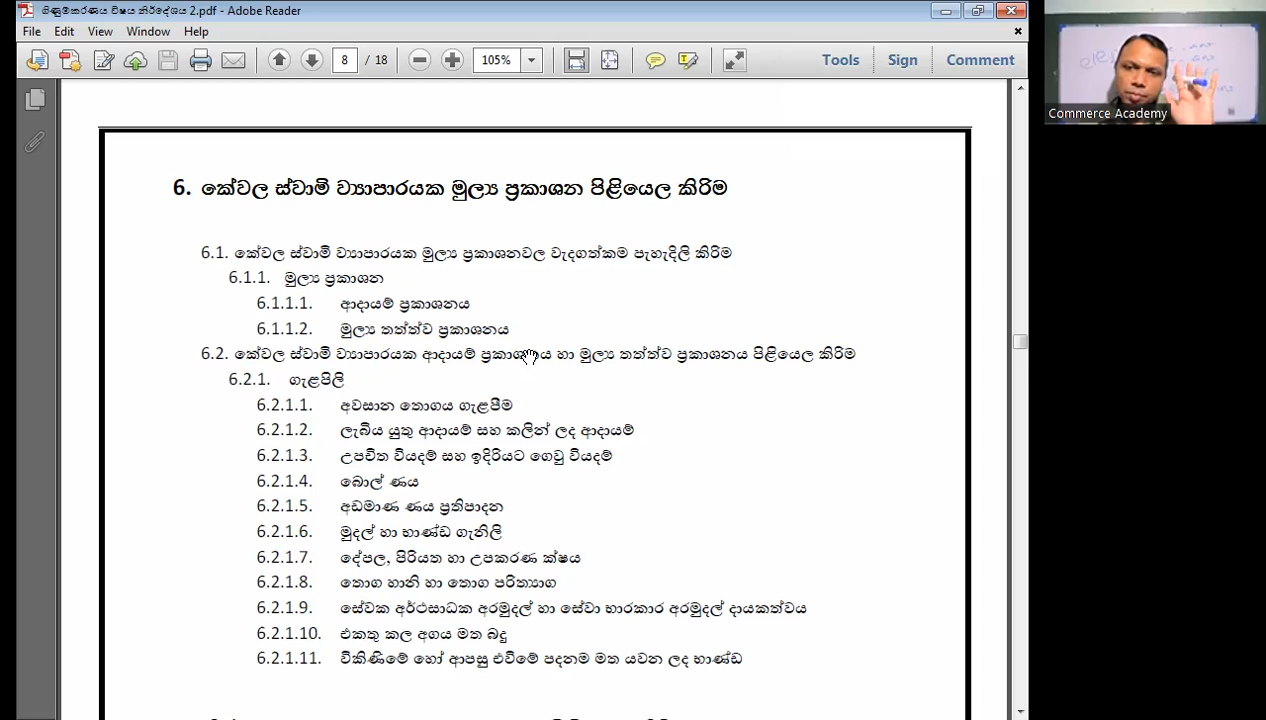 ගිණුම්කරණය විෂය නිර්දේශය 2.pdf - Adobe Reader
File Edit View Window Help
8 / 18 105% Tools Sign Comment
Commerce Academy
6. කේවල ස්වාමි ව්‍යාපාරයක මූල්‍ය ප්‍රකාශන පිළියෙල කිරීම
6.1. කේවල ස්වාමි ව්‍යාපාරයක මූල්‍ය ප්‍රකාශනවල වැදගත්කම පැහැදිලි කිරීම
6.1.1. මූල්‍ය ප්‍රකාශන
6.1.1.1. ආදායම් ප්‍රකාශනය
6.1.1.2. මූල්‍ය තත්ත්ව ප්‍රකාශනය
6.2. කේවල ස්වාමි ව්‍යාපාරයක ආදායම් ප්‍රකාශනය හා මූල්‍ය තත්ත්ව ප්‍රකාශනය පිළියෙල කිරීම
6.2.1. ගැළපිලි
6.2.1.1. අවසාන තොගය ගැළපීම
6.2.1.2. ලැබිය යුතු ආදායම් සහ කලින් ලද ආදායම්
6.2.1.3. උපචිත වියදම් සහ ඉදිරියට ගෙවූ වියදම්
6.2.1.4. බොල් ණය
6.2.1.5. අඩමාණ ණය ප්‍රතිපාදන
6.2.1.6. මුදල් හා භාණ්ඩ ගැනිලි
6.2.1.7. දේපල, පිරියත හා උපකරණ ක්ෂය
6.2.1.8. තොග හානි හා තොග පරිත්‍යාග
6.2.1.9. සේවක අර්ථසාධක අරමුදල් හා සේවා භාරකාර අරමුදල් දායකත්වය
6.2.1.10. එකතු කල අගය මත බදු
6.2.1.11. විකිණීමේ හෝ ආපසු එවීමේ පදනම මත යවන ලද භාණ්ඩ